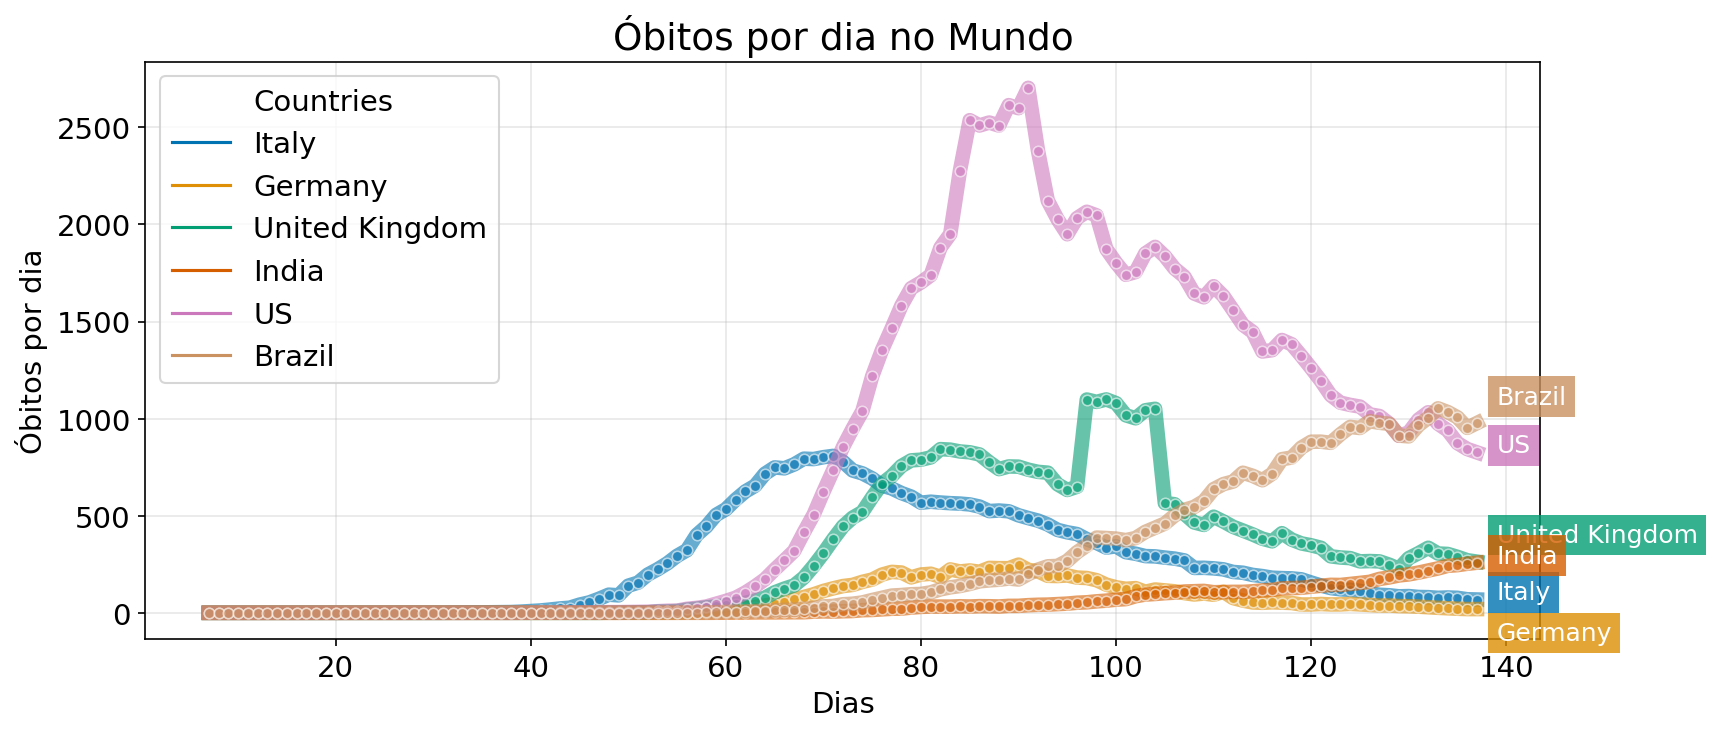 Óbitos por dia no Mundo
Óbitos por dia
2500
2000
1500
1000
500
0
Countries
Italy
Germany
United Kingdom
India
US
Brazil
Brazil
US
United Kingdom
India
Italy
Germany
20 40 60 80 100 120 140
Dias